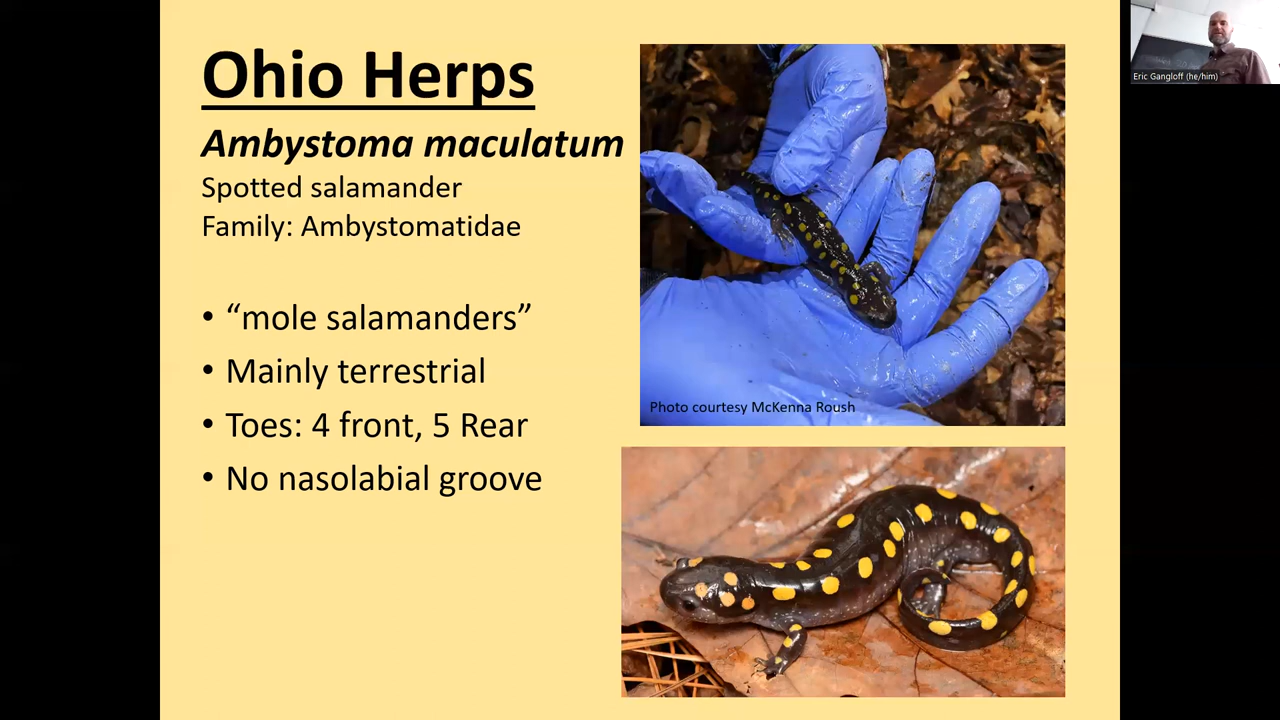 Ohio Herps
Ambystoma maculatum
Spotted salamander
Family: Ambystomatidae
• “mole salamanders”
• Mainly terrestrial
• Toes: 4 front, 5 Rear
• No nasolabial groove
Photo courtesy McKenna Roush
Eric Gangloff (he/him)